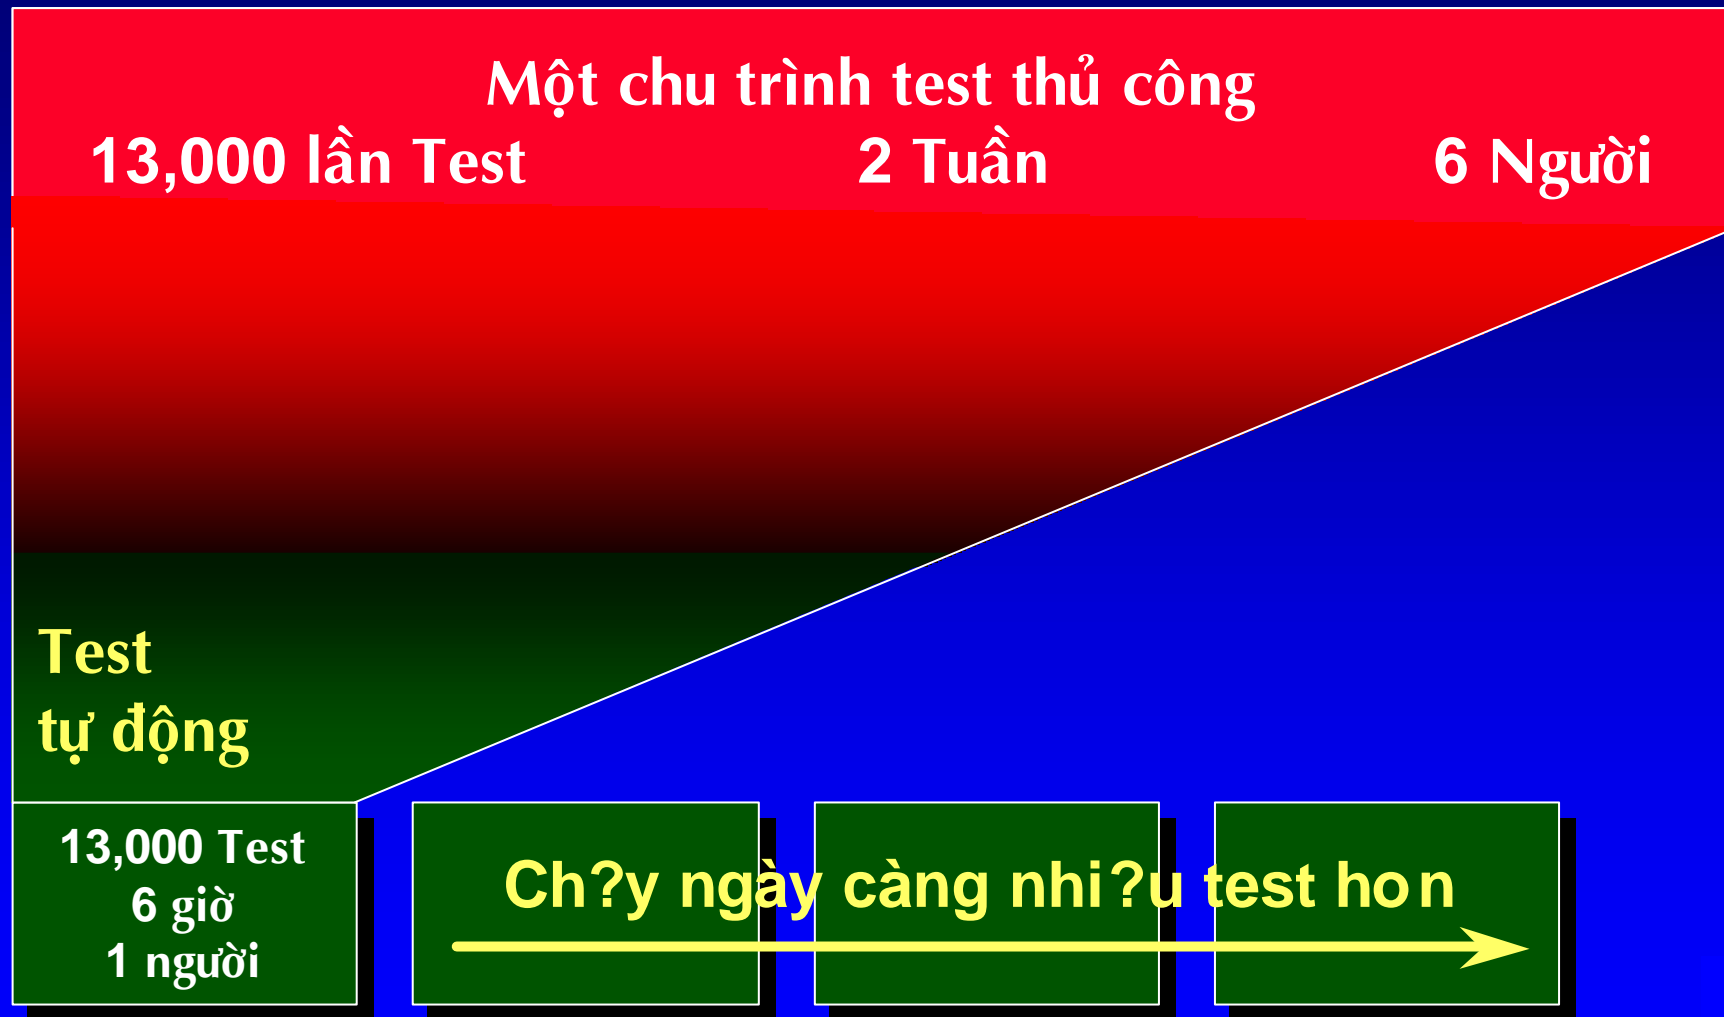 Một chu trình test thủ công
13,000 lần Test 2 Tuần 6 Người
Test
tự động
13,000 Test
6 giờ
1 người
Ch?y ngày càng nhi?u test hon